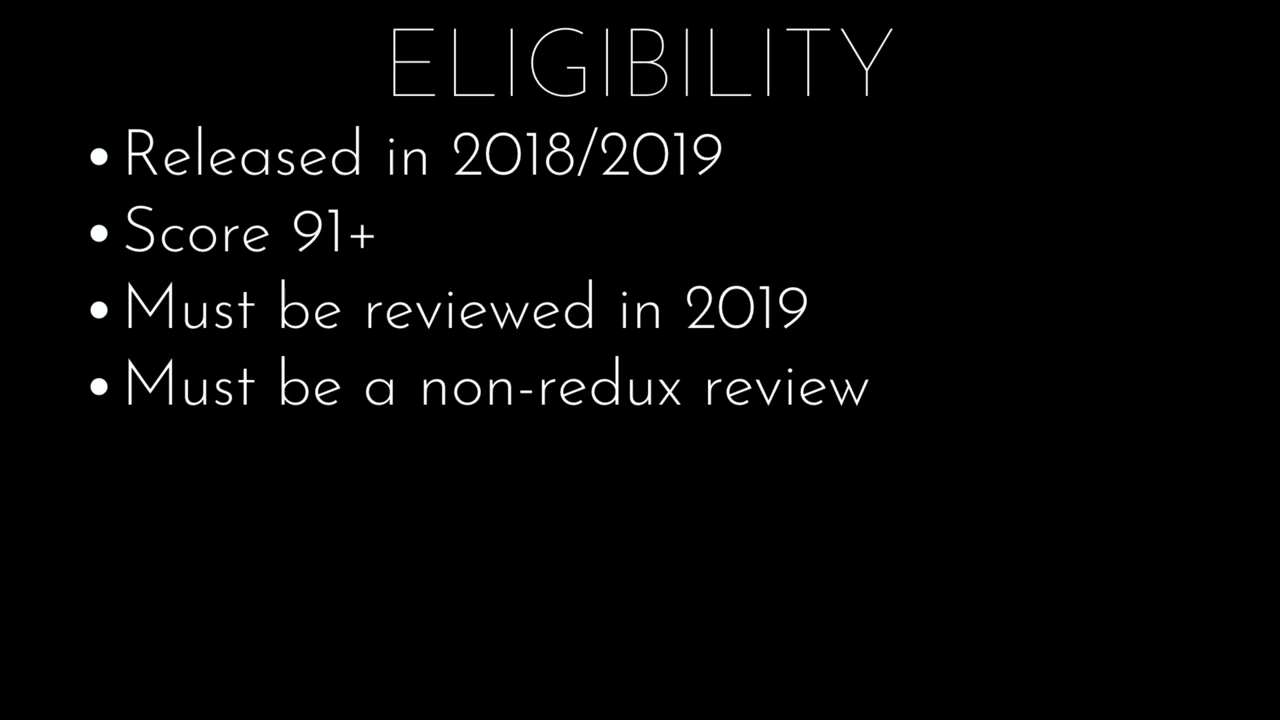 ELIGIBILITY
• Released in 2018/2019
• Score 91+
• Must be reviewed in 2019
• Must be a non-redux review